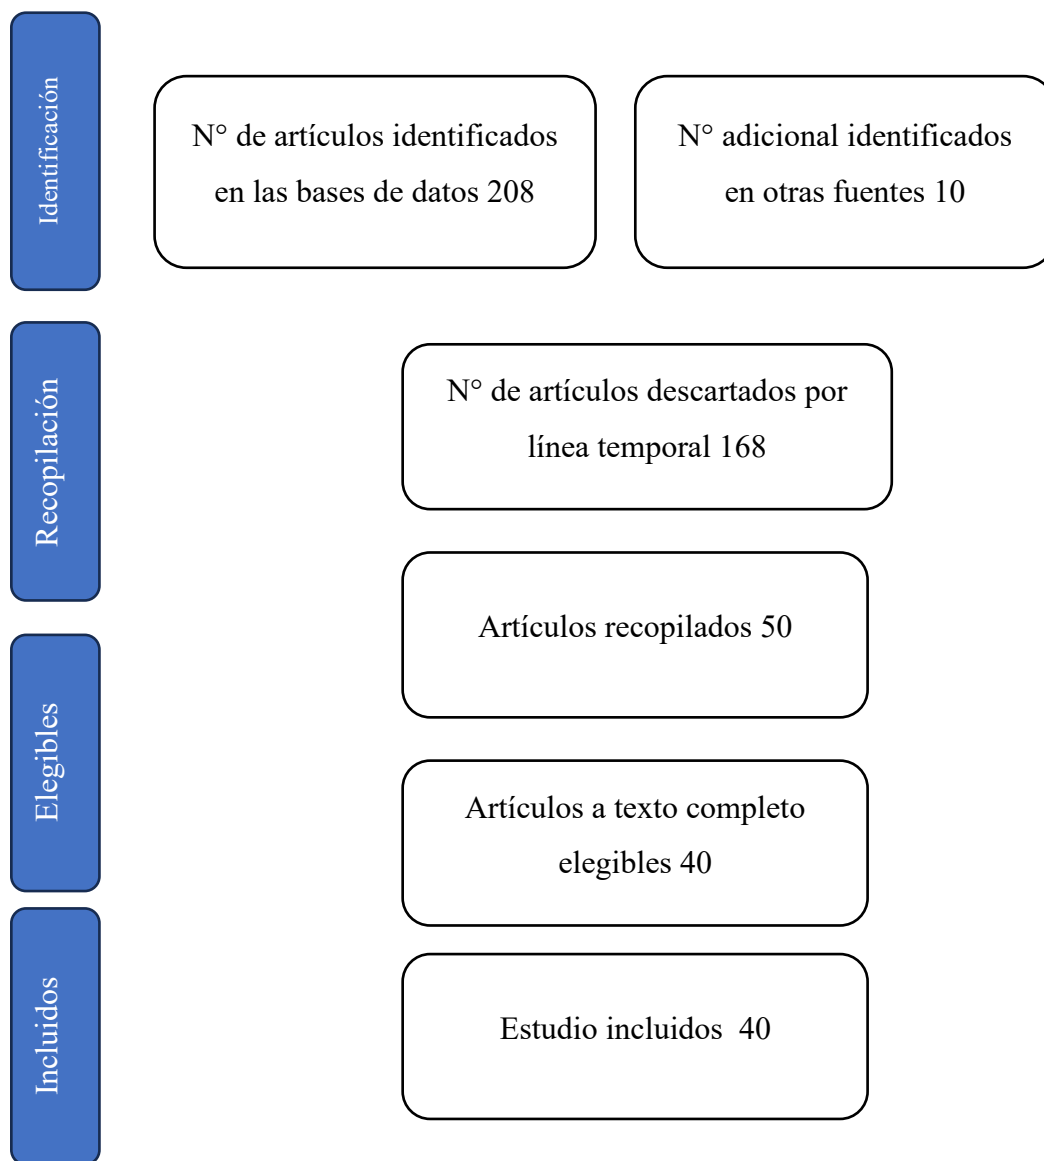 Identificación
N° de artículos identificados
en las bases de datos 208
N° adicional identificados
en otras fuentes 10
Recopilación
N° de artículos descartados por
línea temporal 168
Artículos recopilados 50
Elegibles
Artículos a texto completo
elegibles 40
Incluidos
Estudio incluidos  40